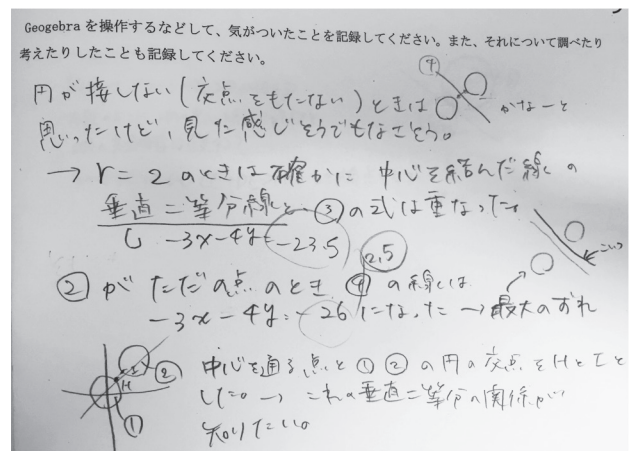 Geogebra を操作するなどして、気がついたことを記録してください。また、それについて調べたり
考えたりしたことも記録してください。
円が接しない(交点をもたない)ときは ④ かなーと
思ったけど、見た感じそうでもなさそう。
→ r=2 のときは確かに 中心を結んだ線の
垂直二等分線と ③の式は重なった。
-3x-4y=-23.5
2.5
②がただの点のとき ④の線は
-3x-4y=-26になった → 最大のずれ
こいつ
② 中心を通る点と①②の円の交点をHとIと
H I
した。→ これの垂直二等分の関係が
①
知りたい。